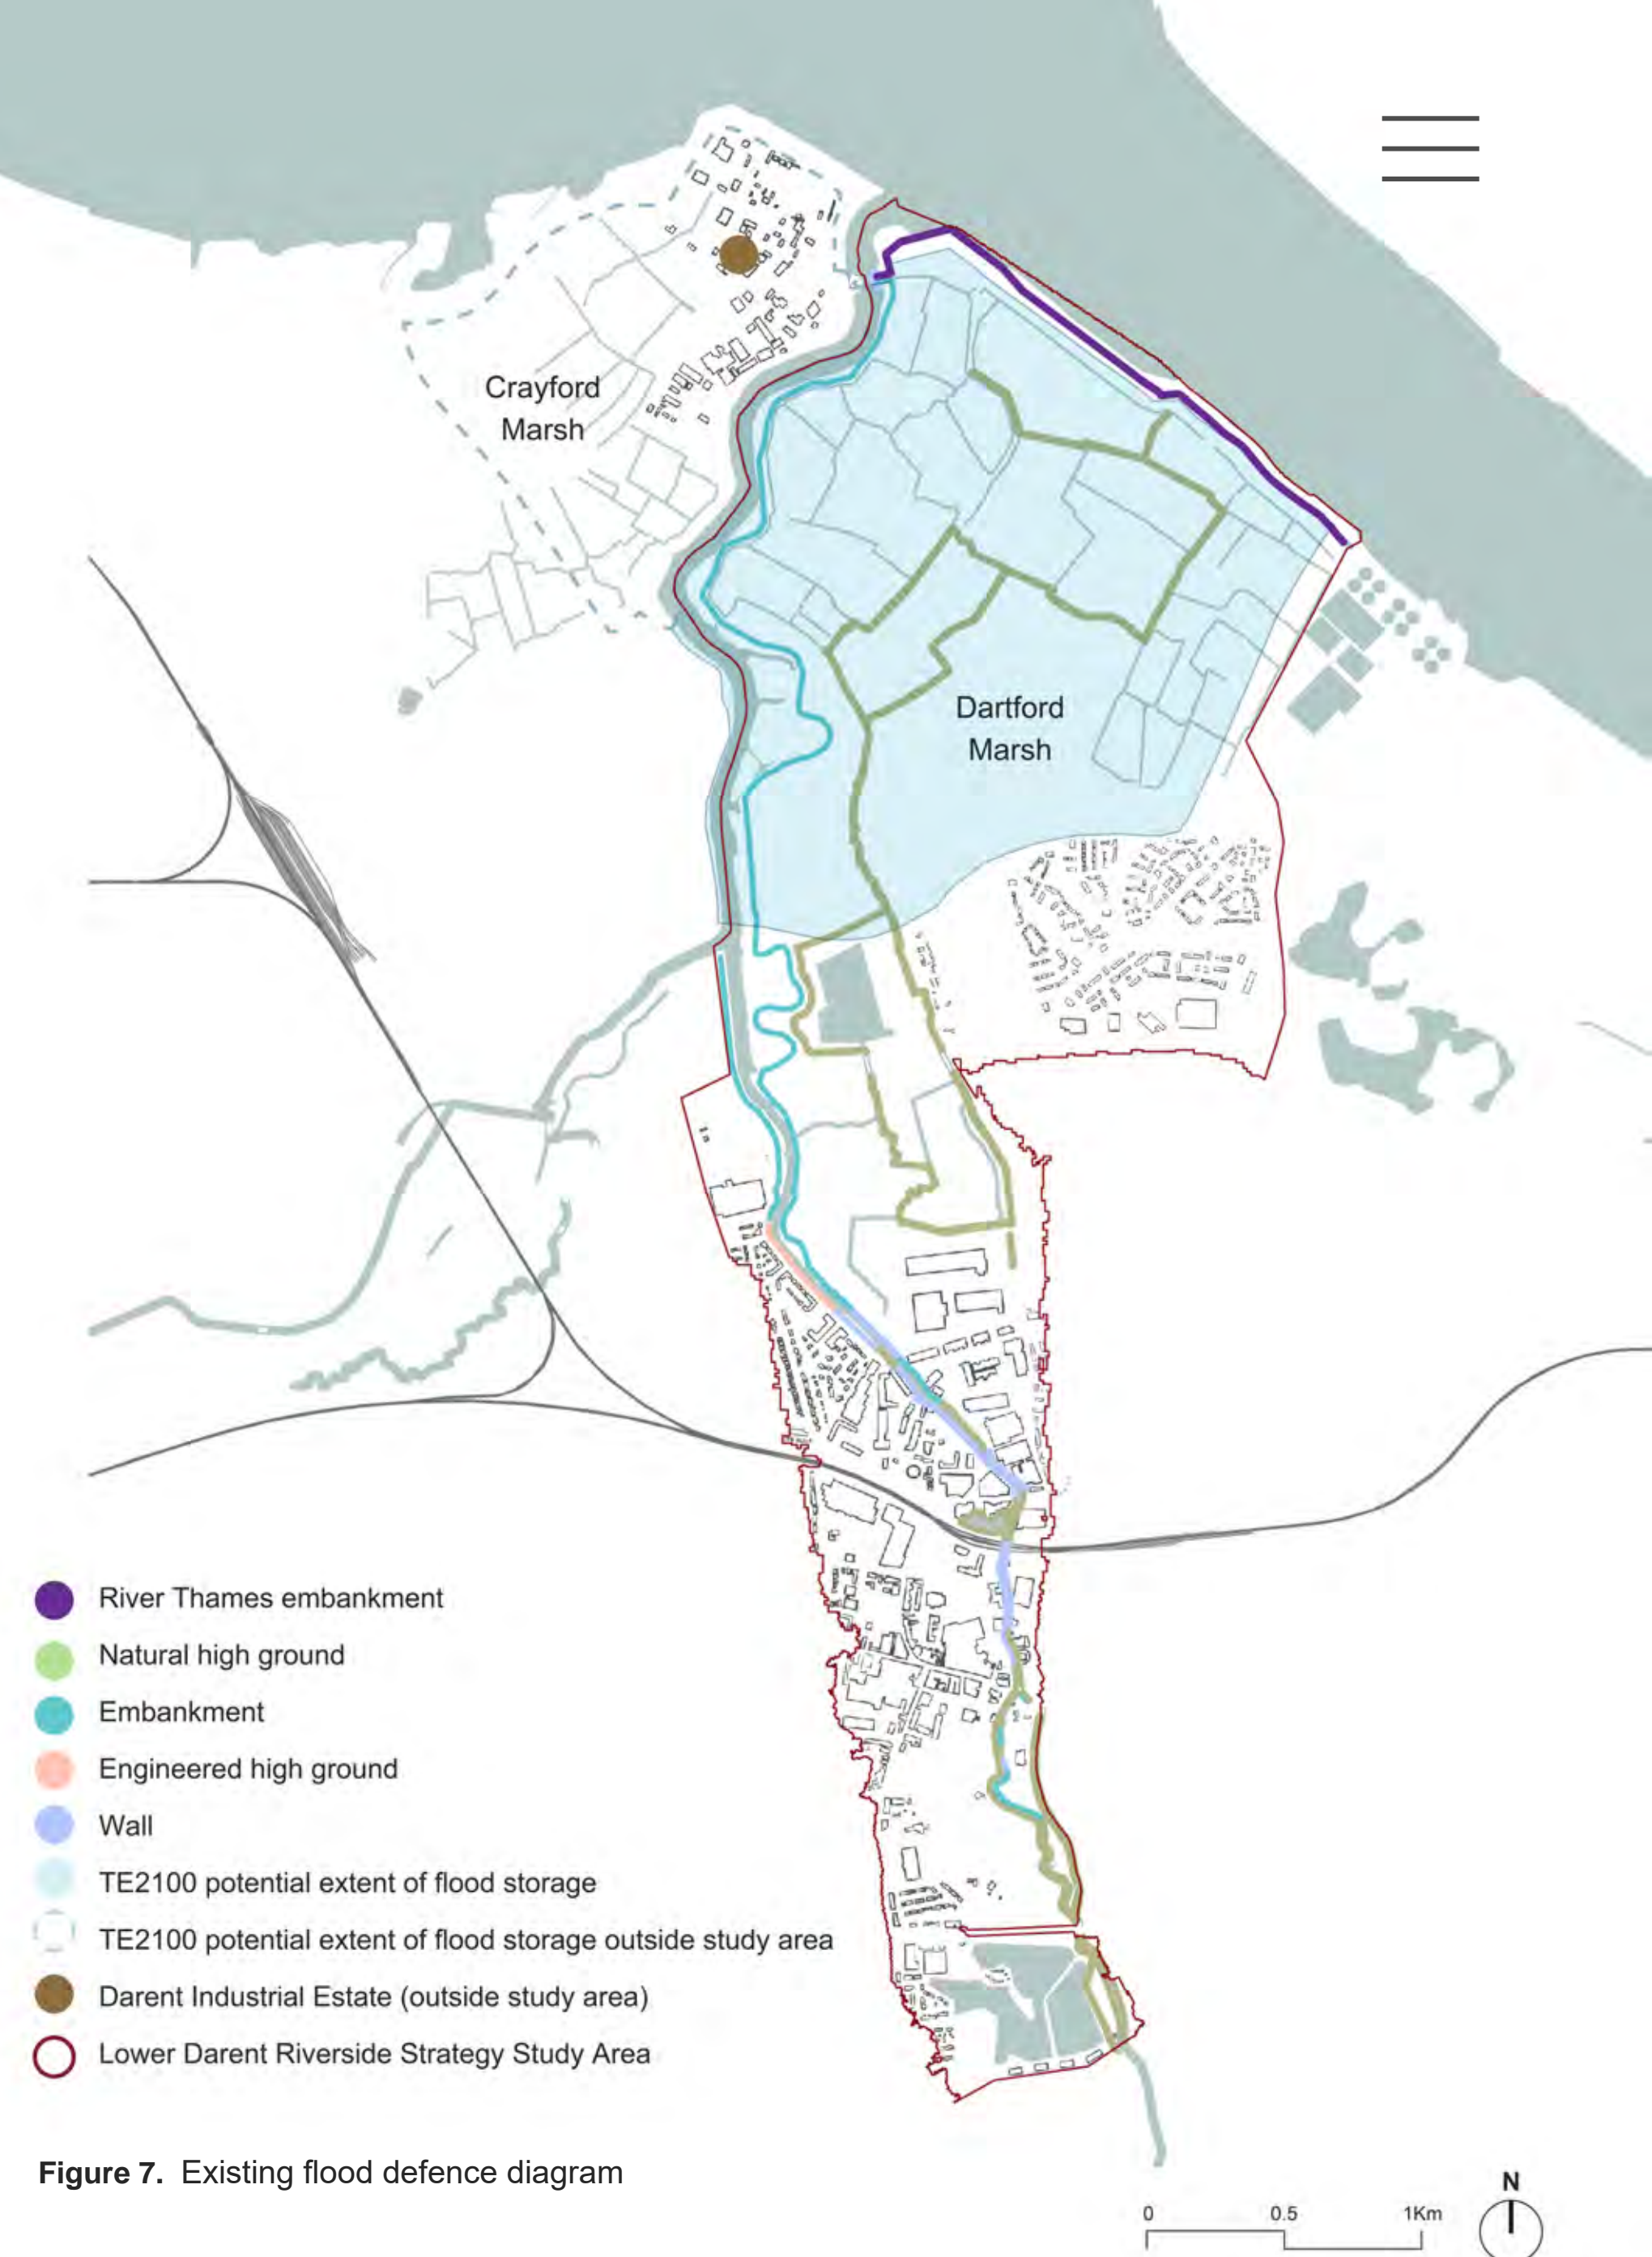 Crayford
Marsh
Dartford
Marsh
River Thames embankment
Natural high ground
Embankment
Engineered high ground
Wall
TE2100 potential extent of flood storage
TE2100 potential extent of flood storage outside study area
Darent Industrial Estate (outside study area)
Lower Darent Riverside Strategy Study Area
Figure 7. Existing flood defence diagram
N
0 0.5 1Km